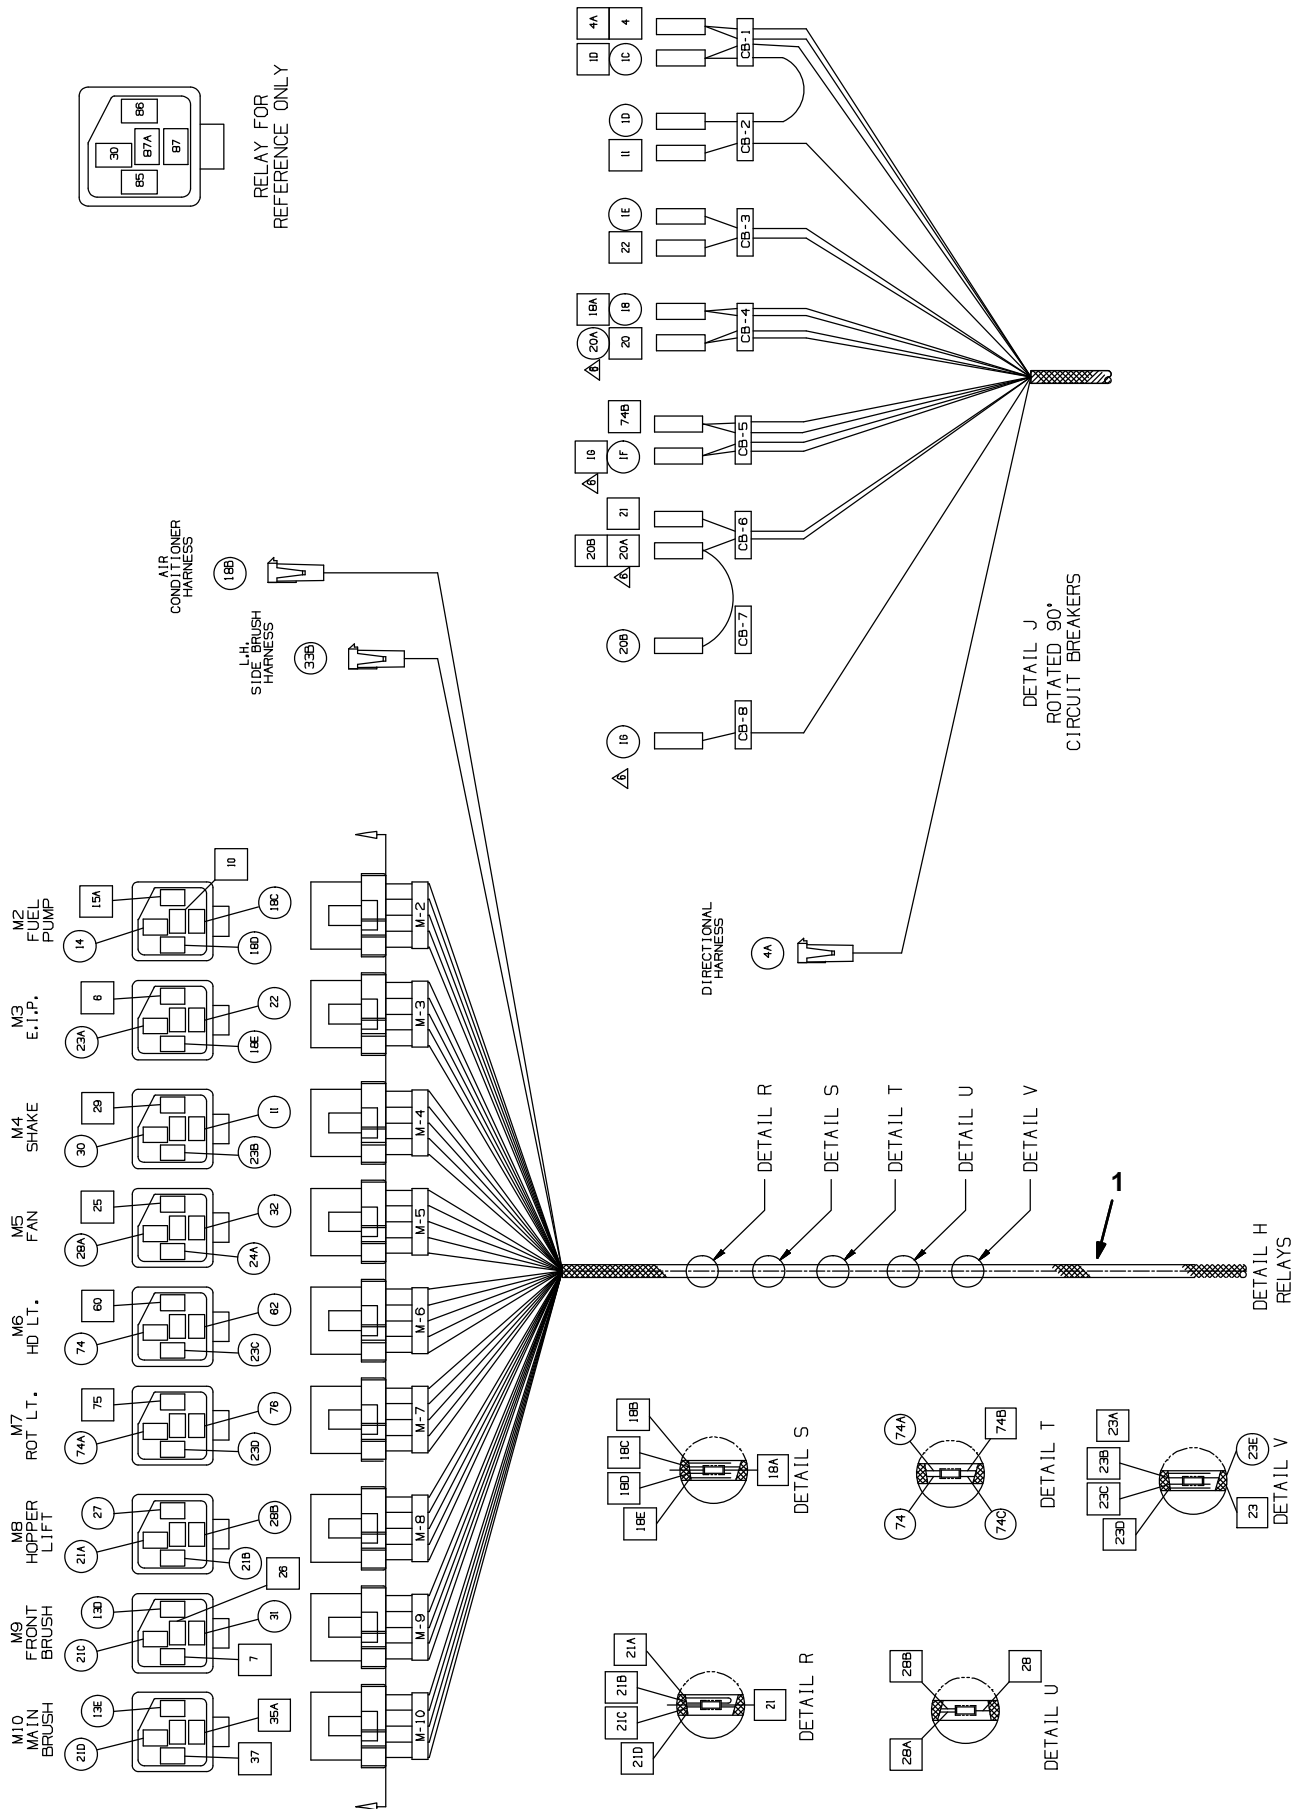 86
30
87A
87
85
RELAY FOR
REFERENCE ONLY
4A
4
1D
1C
CB-1
1D
11
CB-2
1E
22
CB-3
18A
18
20A
20
6
CB-4
74B
1G
1F
6
CB-5
21
20B
20A
6
CB-6
20B
CB-7
1G
6
CB-8
DETAIL J
ROTATED 90°
CIRCUIT BREAKERS
AIR
CONDITIONER
HARNESS
18B
L.H.
SIDE BRUSH
HARNESS
33B
DIRECTIONAL
HARNESS
4A
M2
FUEL
PUMP
14
15A
10
18C
18D
M-2
M3
E.I.P.
23A
6
22
18E
M-3
M4
SHAKE
30
29
11
23B
M-4
M5
FAN
28A
25
32
24A
M-5
M6
HD LT.
74
60
62
23C
M-6
M7
ROT LT.
74A
75
76
23D
M-7
M8
HOPPER
LIFT
21A
27
28B
21B
M-8
M9
FRONT
BRUSH
21C
13D
26
31
7
M-9
M10
MAIN
BRUSH
21D
13E
35A
37
M-10
DETAIL R
DETAIL S
DETAIL T
DETAIL U
DETAIL V
1
DETAIL H
RELAYS
18B
18C
18D
18E
18A
DETAIL S
74A
74B
74
74C
DETAIL T
23A
23B
23C
23D
23E
23
DETAIL V
21A
21B
21C
21D
21
DETAIL R
28B
28
28A
DETAIL U